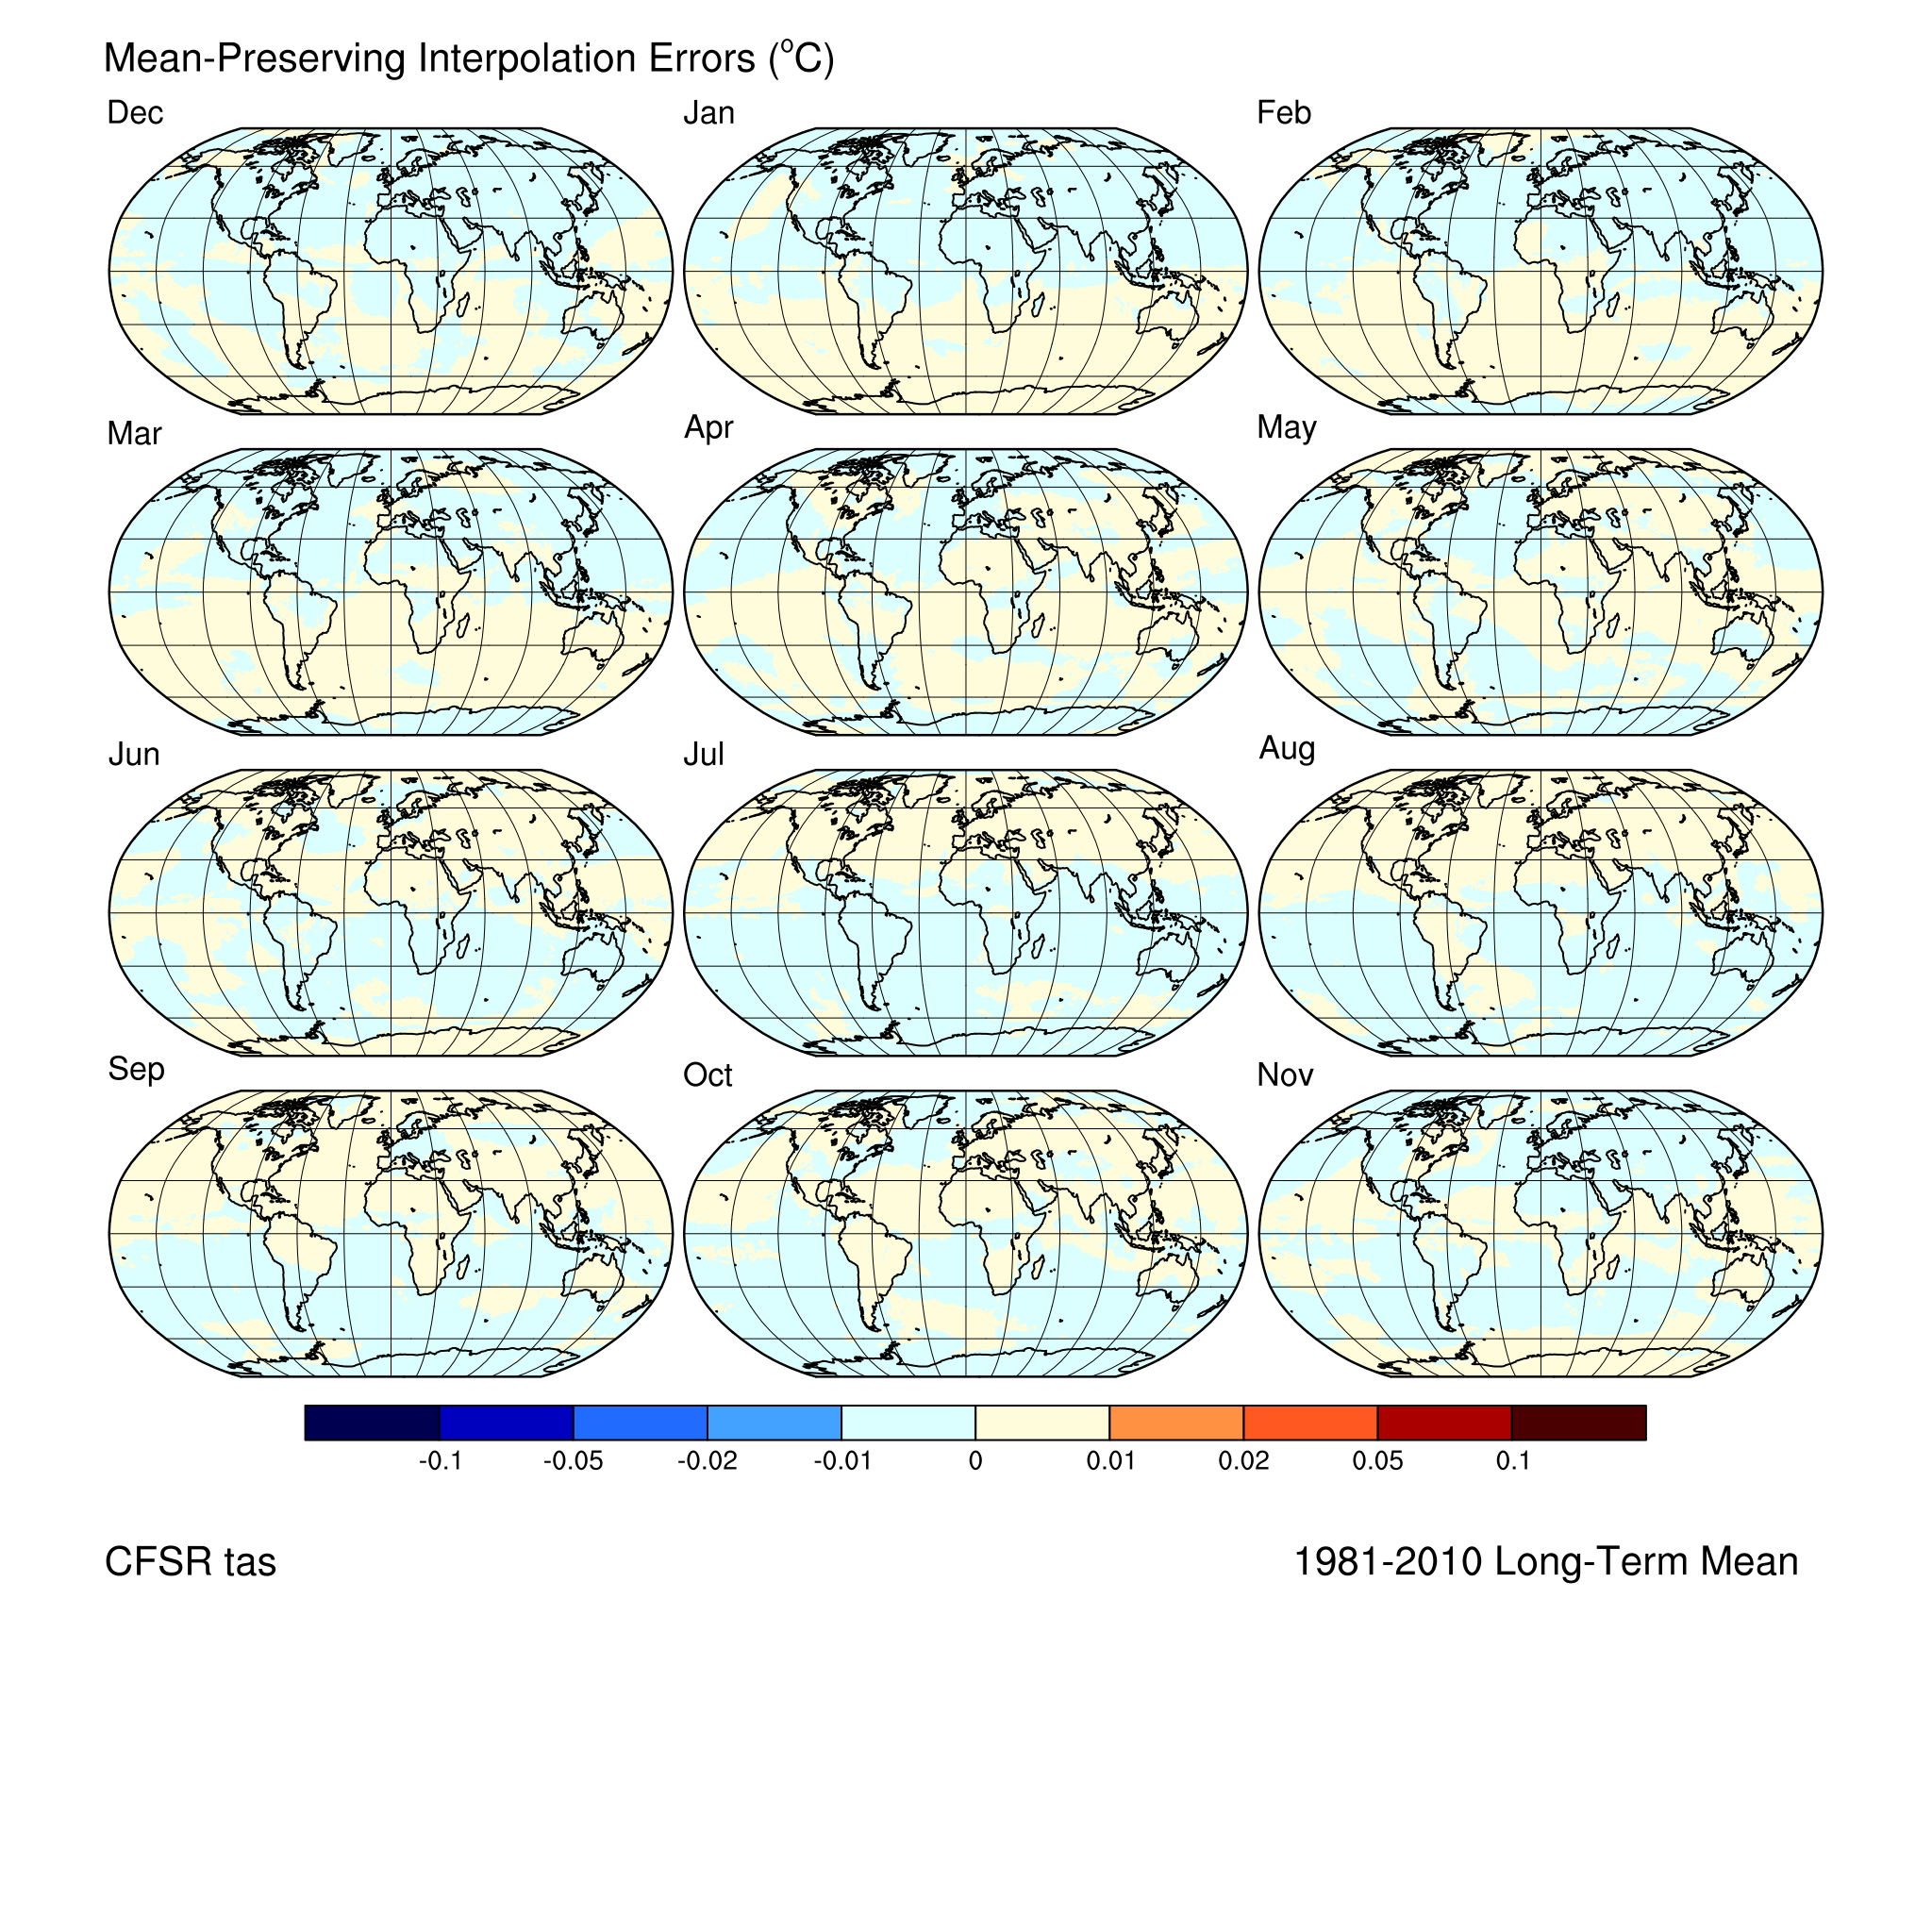 Mean-Preserving Interpolation Errors (°C)
Dec Jan Feb
Mar Apr May
Jun Jul Aug
Sep Oct Nov
-0.1 -0.05 -0.02 -0.01 0 0.01 0.02 0.05 0.1
CFSR tas 1981-2010 Long-Term Mean